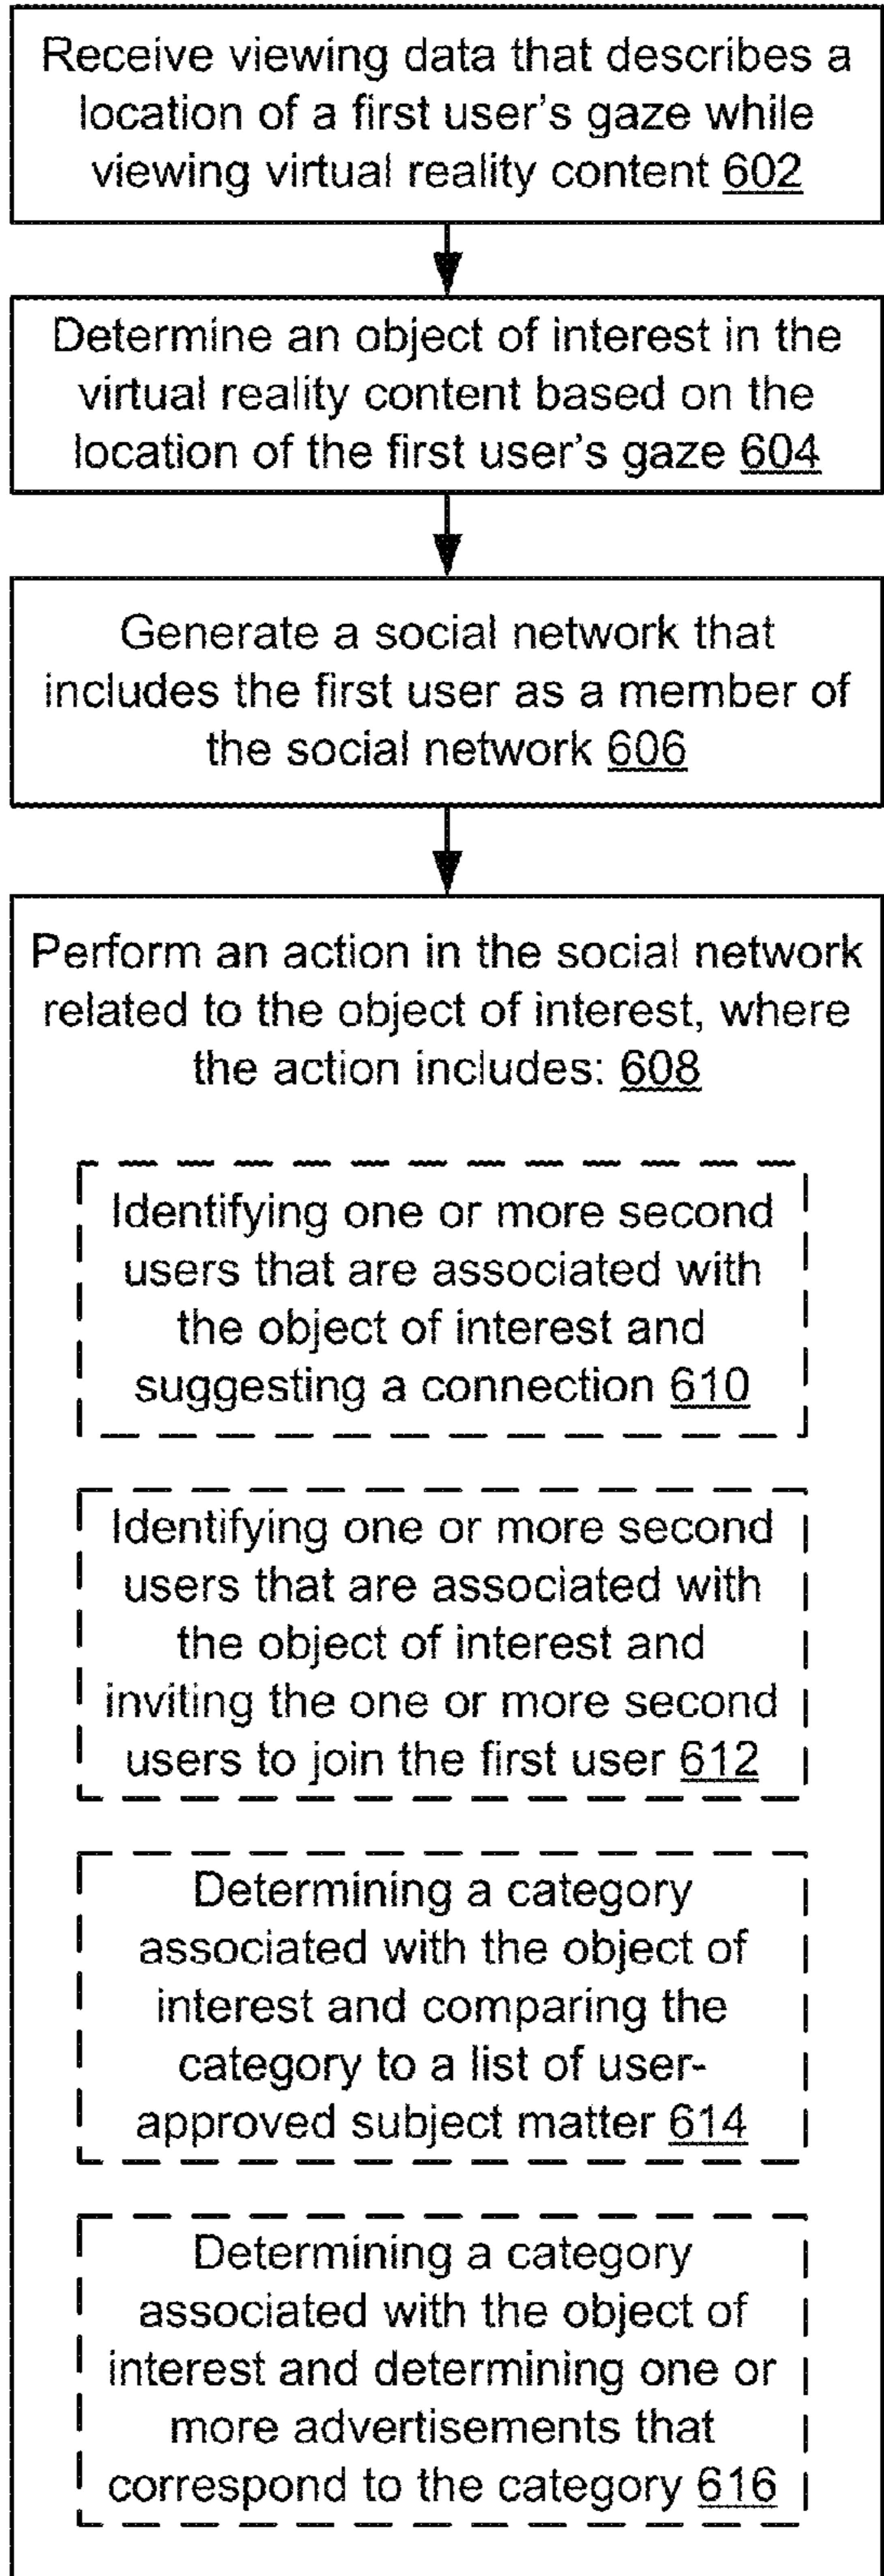 Receive viewing data that describes a
location of a first user's gaze while
viewing virtual reality content 602
Determine an object of interest in the
virtual reality content based on the
location of the first user's gaze 604
Generate a social network that
includes the first user as a member of
the social network 606
Perform an action in the social network
related to the object of interest, where
the action includes: 608
Identifying one or more second
users that are associated with
the object of interest and
suggesting a connection 610
Identifying one or more second
users that are associated with
the object of interest and
inviting the one or more second
users to join the first user 612
Determining a category
associated with the object of
interest and comparing the
category to a list of user-
approved subject matter 614
Determining a category
associated with the object of
interest and determining one or
more advertisements that
correspond to the category 616